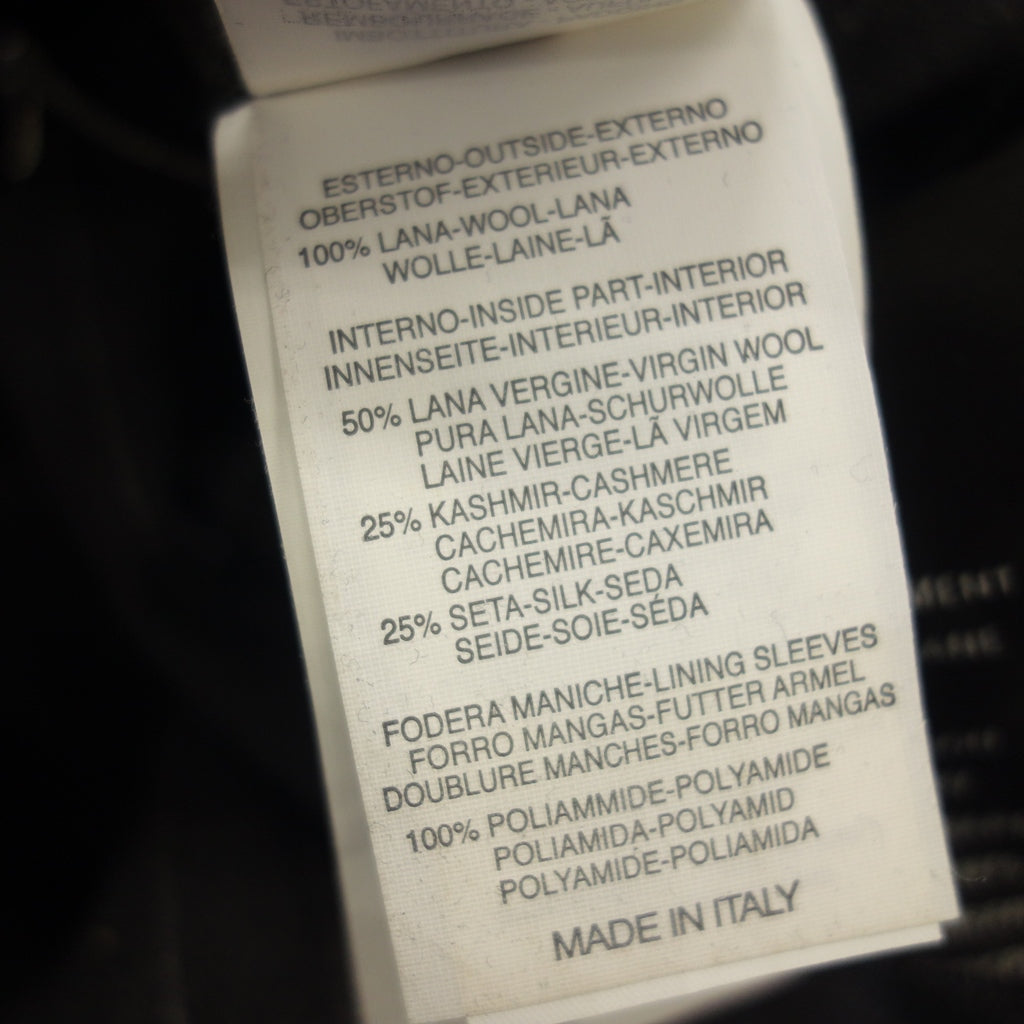 ESTERNO-OUTSIDE-EXTERNO
OBERSTOF-EXTERIEUR-EXTERNO
100% LANA-WOOL-LANA
WOLLE-LAINE-LÃ
INTERNO-INSIDE PART-INTERIOR
INNENSEITE-INTERIEUR-INTERIOR
50% LANA VERGINE-VIRGIN WOOL
PURA LANA-SCHURWOLLE
LAINE VIERGE-LÃ VIRGEM
25% KASHMIR-CASHMERE
CACHEMIRA-KASCHMIR
CACHEMIRE-CAXEMIRA
25% SETA-SILK-SEDA
SEIDE-SOIE-SÉDA
FODERA MANICHE-LINING SLEEVES
FORRO MANGAS-FUTTER ARMEL
DOUBLURE MANCHES-FORRO MANGAS
100% POLIAMMIDE-POLYAMIDE
POLIAMIDA-POLYAMID
POLYAMIDE-POLIAMIDA
MADE IN ITALY